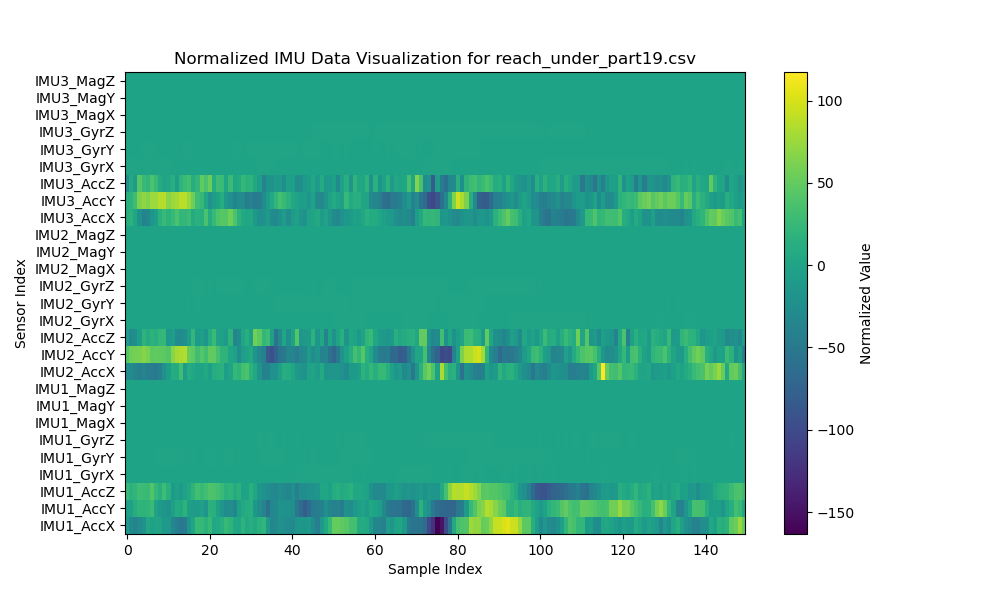 Normalized IMU Data Visualization for reach_under_part19.csv
IMU3_MagZ
IMU3_MagY
IMU3_MagX
IMU3_GyrZ
IMU3_GyrY
IMU3_GyrX
IMU3_AccZ
IMU3_AccY
IMU3_AccX
IMU2_MagZ
IMU2_MagY
IMU2_MagX
IMU2_GyrZ
IMU2_GyrY
IMU2_GyrX
IMU2_AccZ
IMU2_AccY
IMU2_AccX
IMU1_MagZ
IMU1_MagY
IMU1_MagX
IMU1_GyrZ
IMU1_GyrY
IMU1_GyrX
IMU1_AccZ
IMU1_AccY
IMU1_AccX
Sensor Index
0 20 40 60 80 100 120 140
Sample Index
100
50
0
−50
−100
−150
Normalized Value